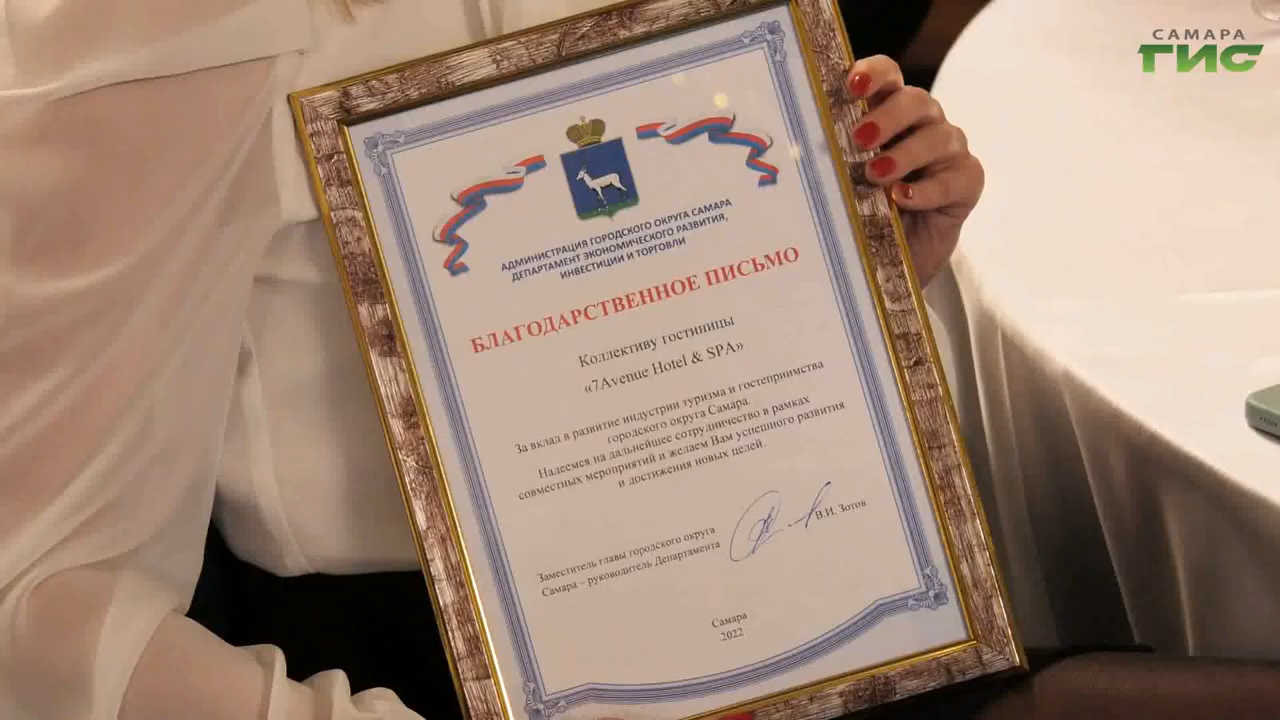 САМАРА
ГИС
АДМИНИСТРАЦИЯ ГОРОДСКОГО ОКРУГА САМАРА
ДЕПАРТАМЕНТ ЭКОНОМИЧЕСКОГО РАЗВИТИЯ,
ИНВЕСТИЦИИ И ТОРГОВЛИ
БЛАГОДАРСТВЕННОЕ ПИСЬМО
Коллективу гостиницы
«7Avenue Hotel & SPA»
За вклад в развитие индустрии туризма и гостеприимства
городского округа Самара.
Надеемся на дальнейшее сотрудничество в рамках
совместных мероприятий и желаем Вам успешного развития
и достижения новых целей.
Заместитель главы городского округа
Самара – руководитель Департамента
В.И. Зотов
Самара
2022